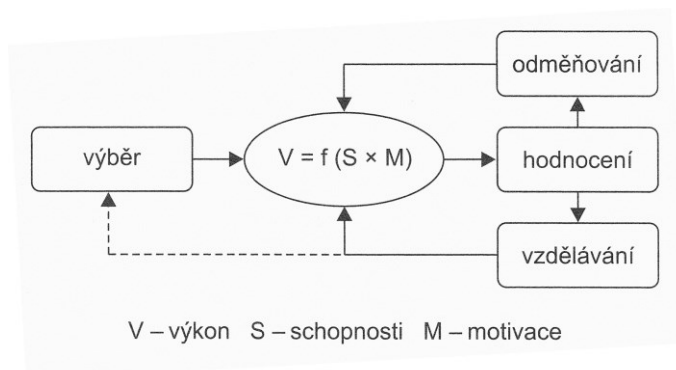 odměňování
výběr
V = f (S × M)
hodnocení
vzdělávání
V – výkon S – schopnosti M – motivace